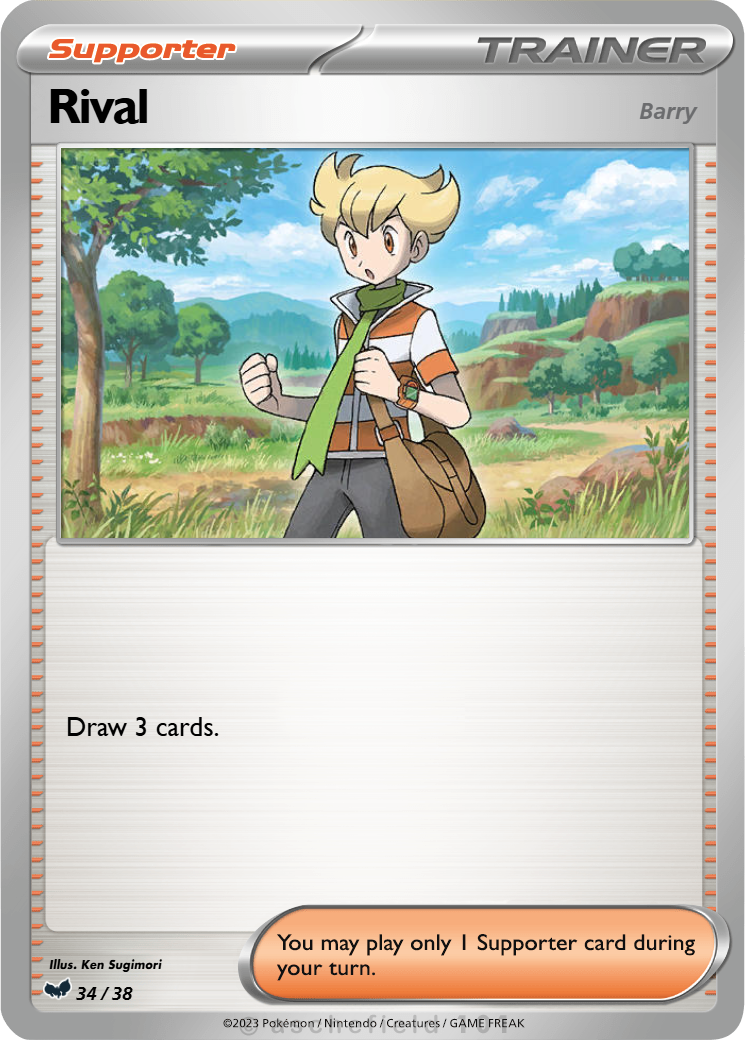 Supporter TRAINER
Rival Barry
Draw 3 cards.
You may play only 1 Supporter card during
your turn.
Illus. Ken Sugimori
34 / 38
©2023 Pokémon / Nintendo / Creatures / GAME FREAK